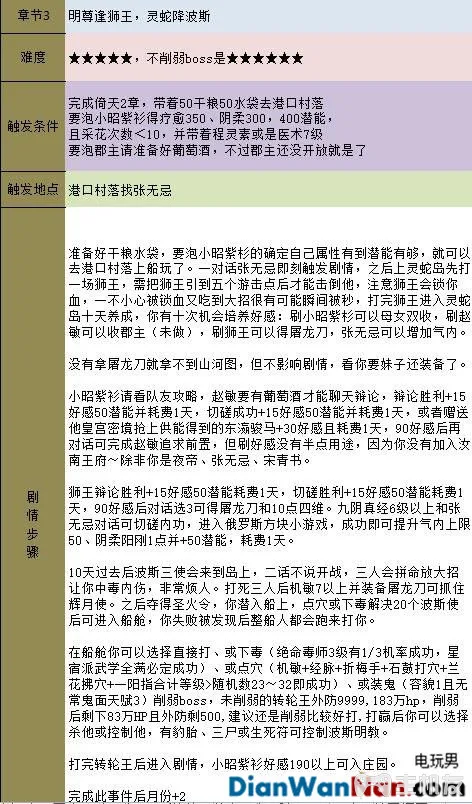 章节3
明尊逢狮王，灵蛇降波斯
难度
★★★★★，不削弱boss是★★★★★★
触发条件
完成倚天2章，带着50干粮50水袋去港口村落
要泡小昭紫衫得疗愈350、阴柔300，400潜能，
且采花次数<10，并带着程灵素或是医术7级
要泡郡主请准备好葡萄酒，不过郡主还没开放就是了
触发地点
港口村落找张无忌
剧情步骤
准备好干粮水袋，要泡小昭紫杉的确定自己属性有到潜能有够，就可以
去港口村落上船玩了。一对话张无忌即刻触发剧情，之后上灵蛇岛先打
一场狮王，需把狮王引到五个游击点后才能击倒他，注意狮王会锁你
血，一不小心被锁血又吃到大招很有可能瞬间被秒，打完狮王进入灵蛇
岛十天养成，你有十次机会培养好感：刷小昭紫衫可以母女双收，刷赵
敏可以收郡主（未做），刷狮王可以得屠龙刀，张无忌可以增加气内。
没有拿屠龙刀就拿不到山河图，但不影响剧情，看你要妹子还装备了。
小昭紫衫请看队友攻略，赵敏要有葡萄酒才能聊天辩论，辩论胜利+15
好感50潜能并耗费1天，切磋成功+15好感50潜能并耗费1天，或者赠送
他皇宫密境抢上供能得到的东濊骏马+30好感且耗费1天，90好感后再
对话可完成赵敏追求前置，但刷好感没有半点用途，因为你没有加入汝
南王府～除非你是夜帝、张无忌、宋青书。
狮王辩论胜利+15好感50潜能耗费1天，切磋胜利+15好感50潜能耗费1
天，90好感后对话选3可得屠龙刀和10点四维。九阴真经6级以上和张
无忌对话可切磋内功，进入俄罗斯方块小游戏，成功即可提升气内上限
50、阴柔阳刚1点并+50潜能，耗费1天。
10天过去后波斯三使会来到岛上，二话不说开战，三人会拼命放大招
让你中毒内伤，非常烦人。打死三人后机敏7以上并装备屠龙刀可抓住
辉月使。之后夺得圣火令，你潜入船上，点穴或下毒解决20个波斯使
后可进入船舱，你失败被发现后整船人都会跑来打你。
在船舱你可以选择直接打、或下毒（绝命毒师3级有1/3机率成功，星
宿派武学全满必定成功）、或点穴（机敏+经脉+折梅手+石鼓打穴+兰
花拂穴+一阳指合计等级>随机数23～32即成功）、或装鬼（容貌1且无
常鬼面天赋3）削弱boss，未削弱的转轮王外防9999,183万hp，削弱
后剩下83万HP且外防剩500,建议还是削弱比较好打,打赢后你可以选择
杀他或控制他，有豹胎、三尸或生死符可控制波斯明教。
打完转轮王后进入剧情，小昭紫衫好感190以上可入庄园。
完成此事件后月份+2
电玩男
DianWanNan.com